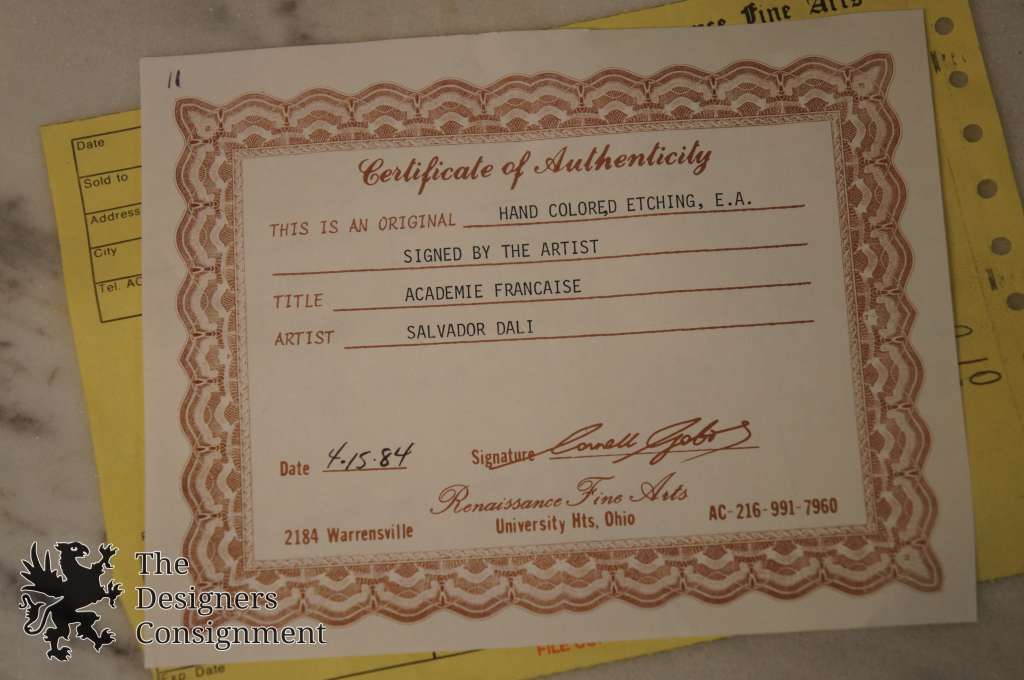 Fine Arts
11
Date
Sold to
Address
City
Certificate of Authenticity
THIS IS AN ORIGINAL HAND COLORED ETCHING, E.A.
SIGNED BY THE ARTIST
TITLE ACADEMIE FRANCAISE
ARTIST SALVADOR DALI
Date 4.15.84 Signature
Renaissance Fine Arts
2184 Warrensville University Hts, Ohio AC-216-991-7960
The
Designers
Consignment
Exp. Date